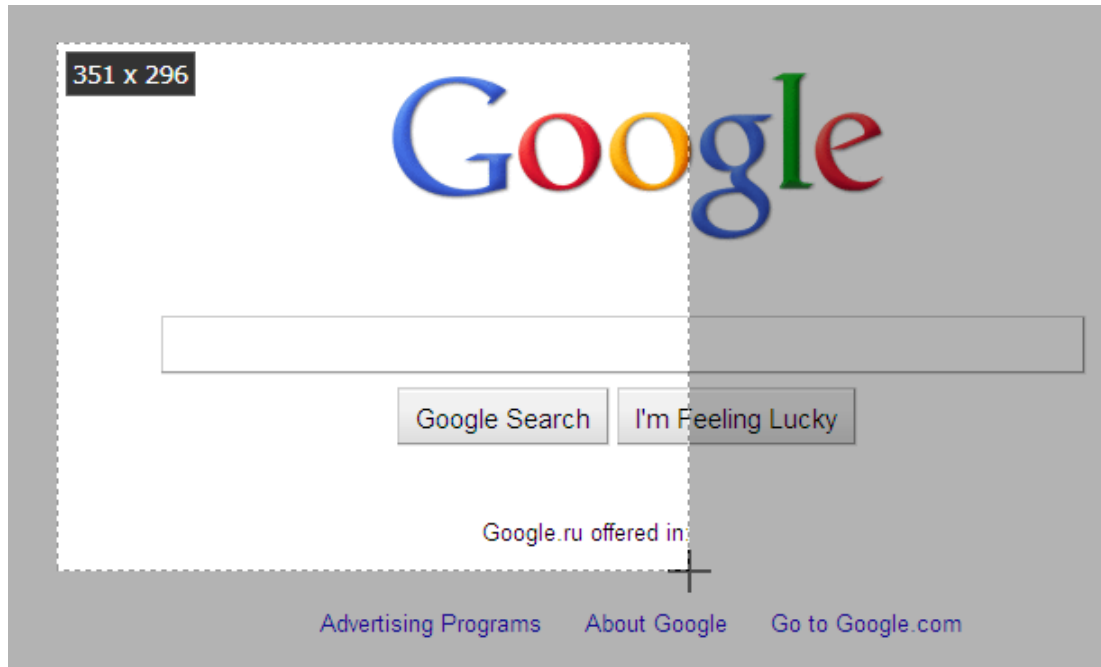 351 x 296
Google
Google Search I'm Feeling Lucky
Google.ru offered in:
Advertising Programs About Google Go to Google.com